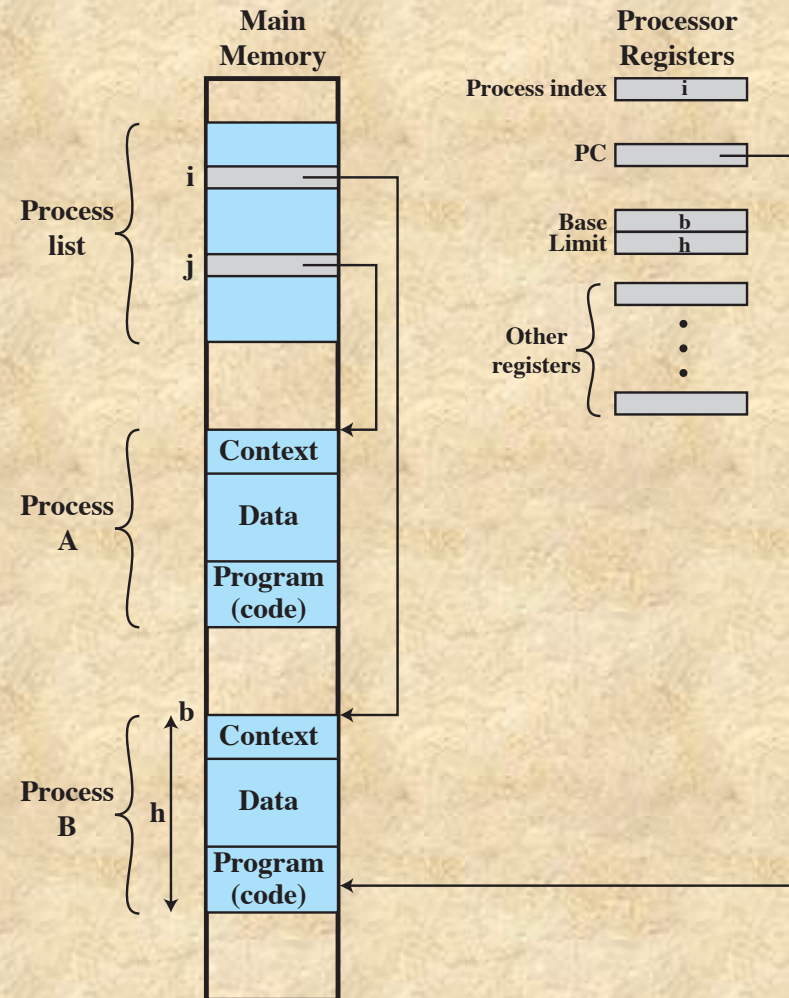 Main
Memory
Processor
Registers
Process index
i
PC
Base
b
Limit
h
Other
registers
Process
list
i
j
Process
A
Context
Data
Program
(code)
Process
B
b
h
Context
Data
Program
(code)